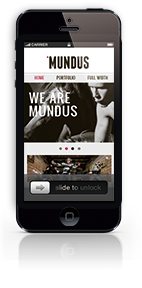 CARRIER
MUNDUS
HOME PORTFOLIO FULL WIDTH
WE ARE
MUNDUS
slide to unlock